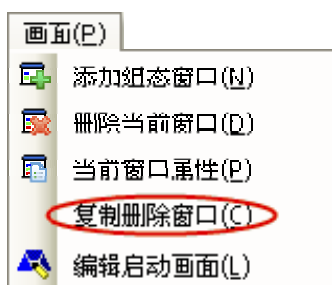 画面(P)
添加组态窗口(N)
删除当前窗口(D)
当前窗口属性(P)
复制删除窗口(C)
编辑启动画面(L)